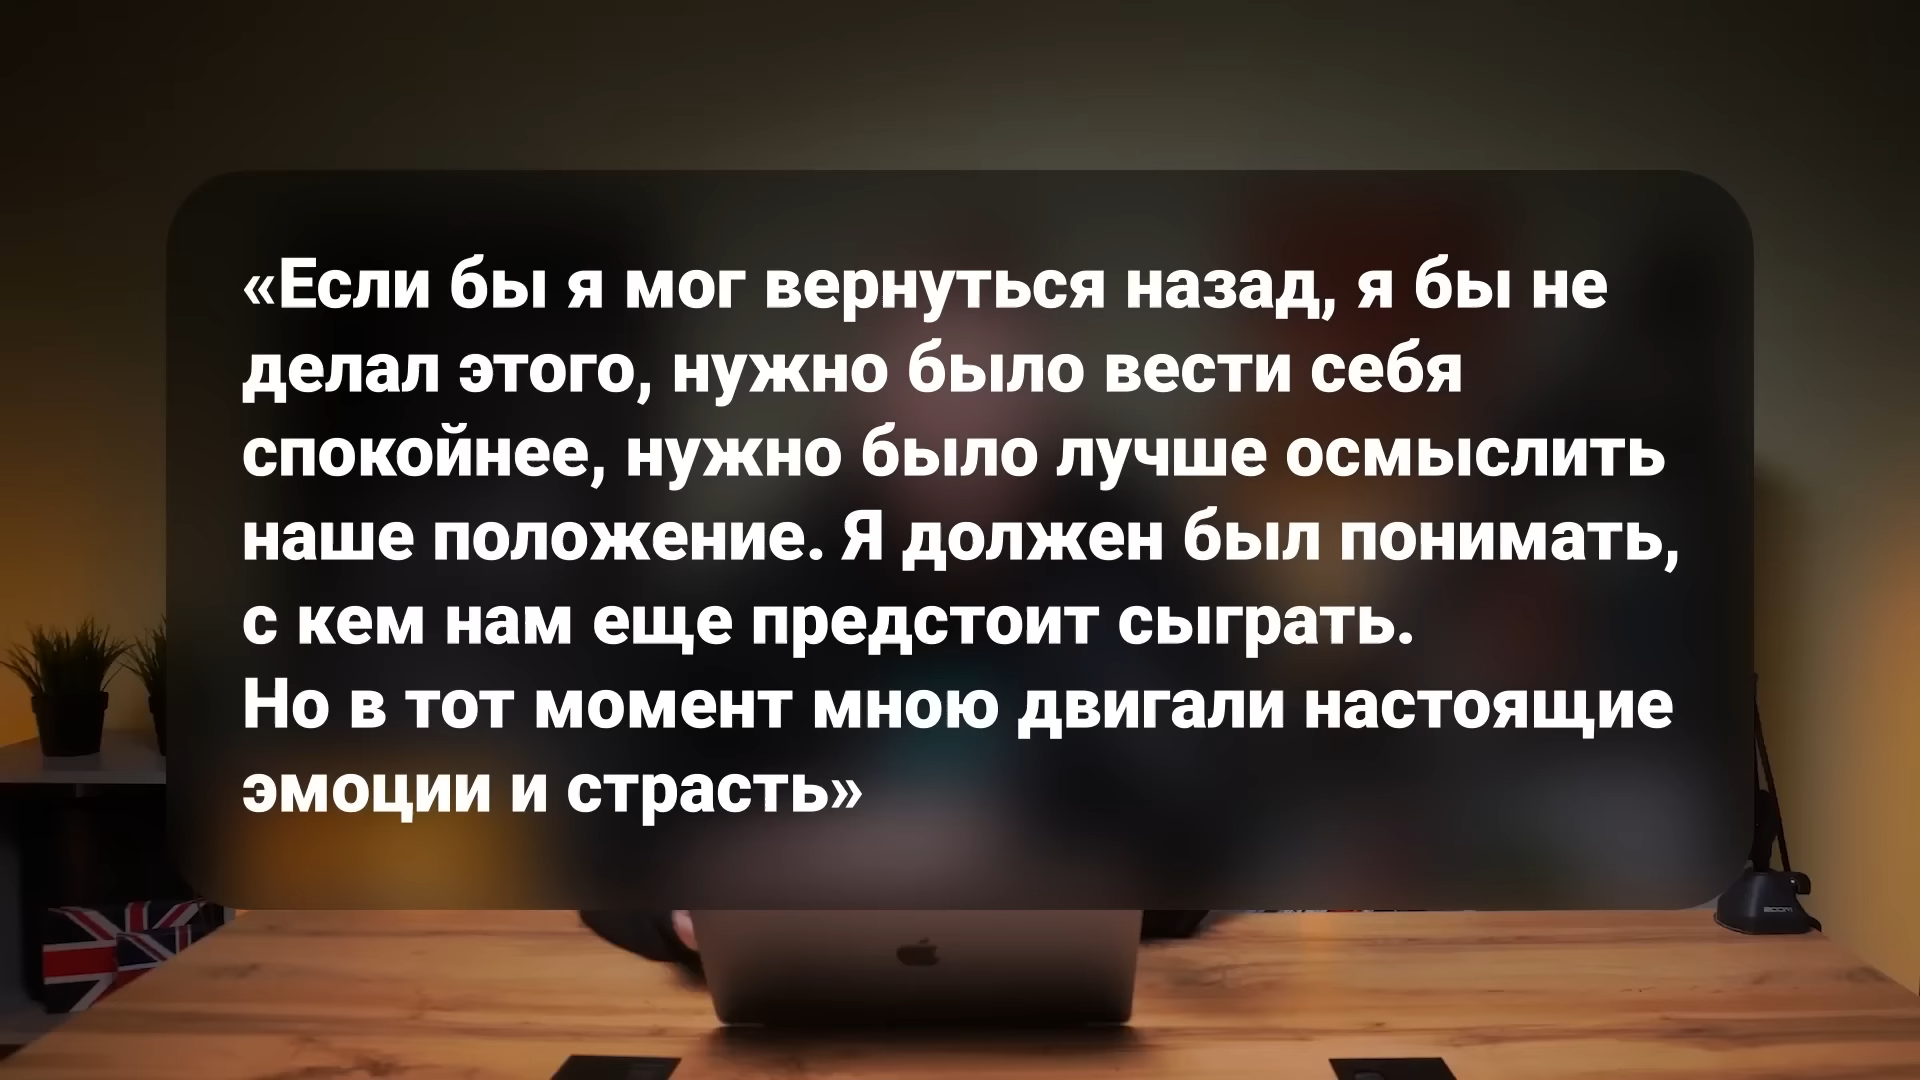 «Если бы я мог вернуться назад, я бы не
делал этого, нужно было вести себя
спокойнее, нужно было лучше осмыслить
наше положение. Я должен был понимать,
с кем нам еще предстоит сыграть.
Но в тот момент мною двигали настоящие
эмоции и страсть»
zoom